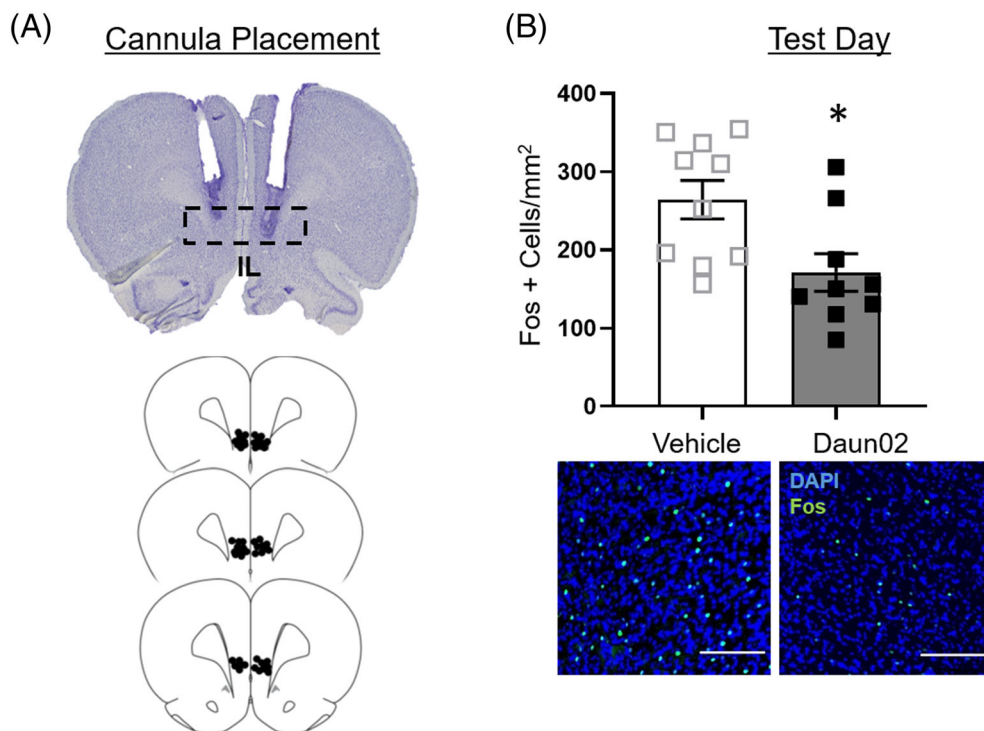 (A)
Cannula Placement
IL
(B)
Test Day
Fos + Cells/mm²
400
300
200
100
0
*
Vehicle
Daun02
DAPI
Fos